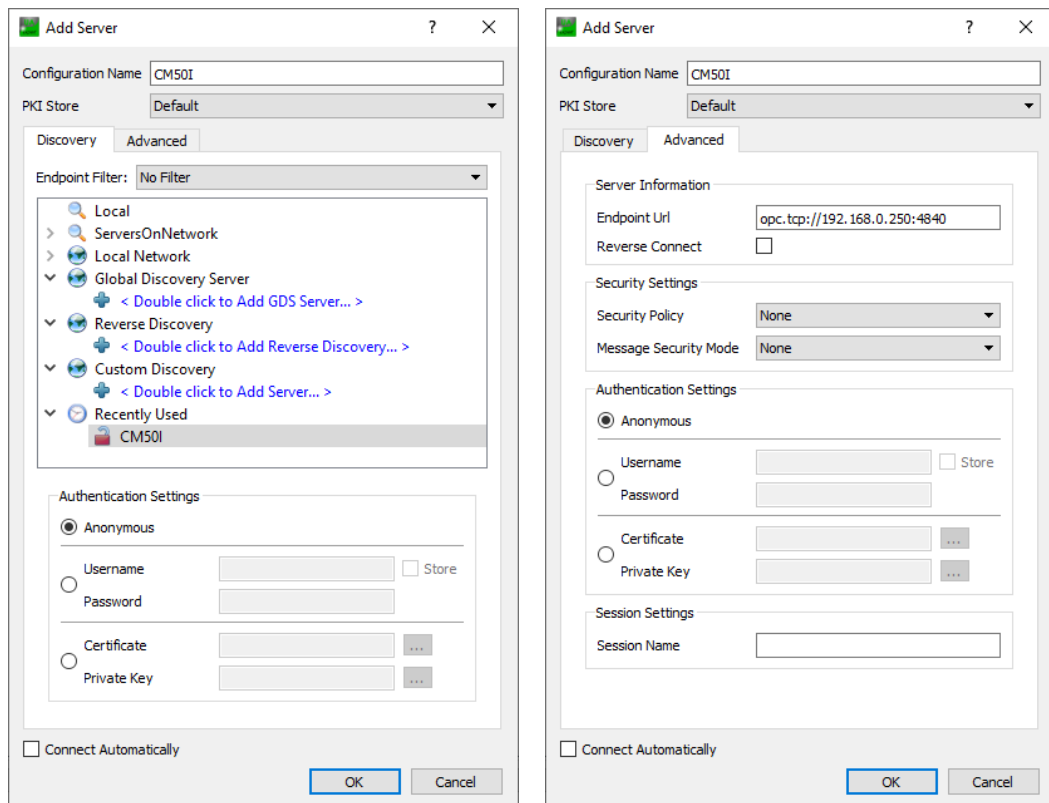 Add Server
?
Configuration Name CM50I
PKI Store Default
Discovery Advanced
Endpoint Filter: No Filter
Local
ServersOnNetwork
Local Network
Global Discovery Server
< Double click to Add GDS Server... >
Reverse Discovery
< Double click to Add Reverse Discovery... >
Custom Discovery
< Double click to Add Server... >
Recently Used
CM50I
Authentication Settings
Anonymous
Username
Store
Password
Certificate
...
Private Key
...
Connect Automatically
OK Cancel
Add Server
?
Configuration Name CM50I
PKI Store Default
Discovery Advanced
Server Information
Endpoint Url opc.tcp://192.168.0.250:4840
Reverse Connect
Security Settings
Security Policy None
Message Security Mode None
Authentication Settings
Anonymous
Username
Store
Password
Certificate
...
Private Key
...
Session Settings
Session Name
Connect Automatically
OK Cancel